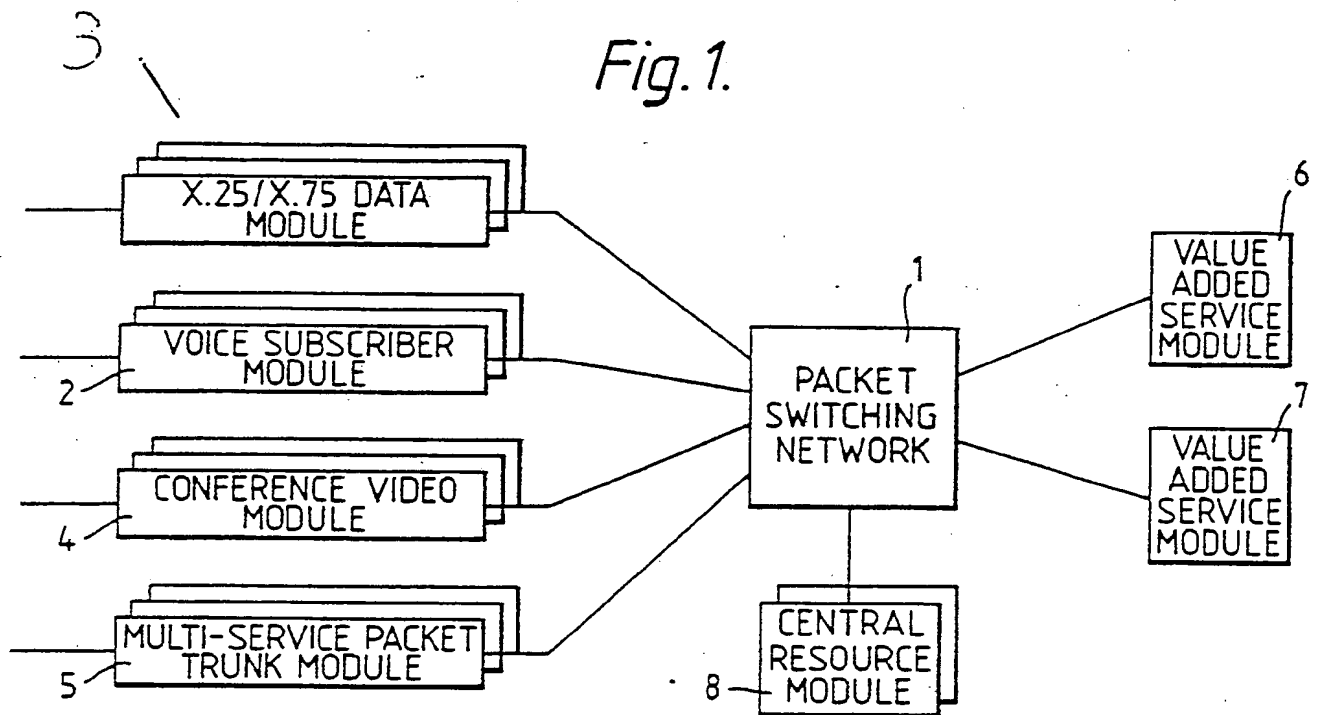 3
Fig.1.
X.25/X.75 DATA
MODULE
VOICE SUBSCRIBER
MODULE
2
CONFERENCE VIDEO
MODULE
4
MULTI-SERVICE PACKET
TRUNK MODULE
5
1
PACKET
SWITCHING
NETWORK
CENTRAL
RESOURCE
MODULE
8
6
VALUE
ADDED
SERVICE
MODULE
7
VALUE
ADDED
SERVICE
MODULE